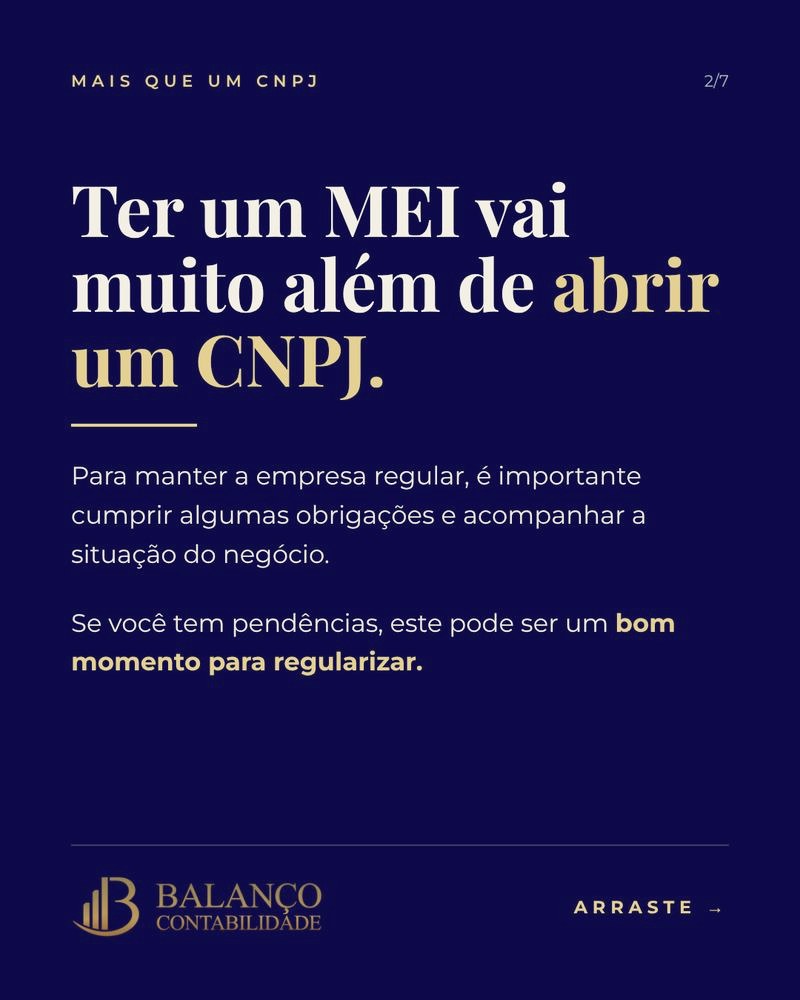 MAIS QUE UM CNPJ
2/7
Ter um MEI vai
muito além de abrir
um CNPJ.
Para manter a empresa regular, é importante
cumprir algumas obrigações e acompanhar a
situação do negócio.
Se você tem pendências, este pode ser um bom
momento para regularizar.
BALANÇO
CONTABILIDADE
ARRASTE →